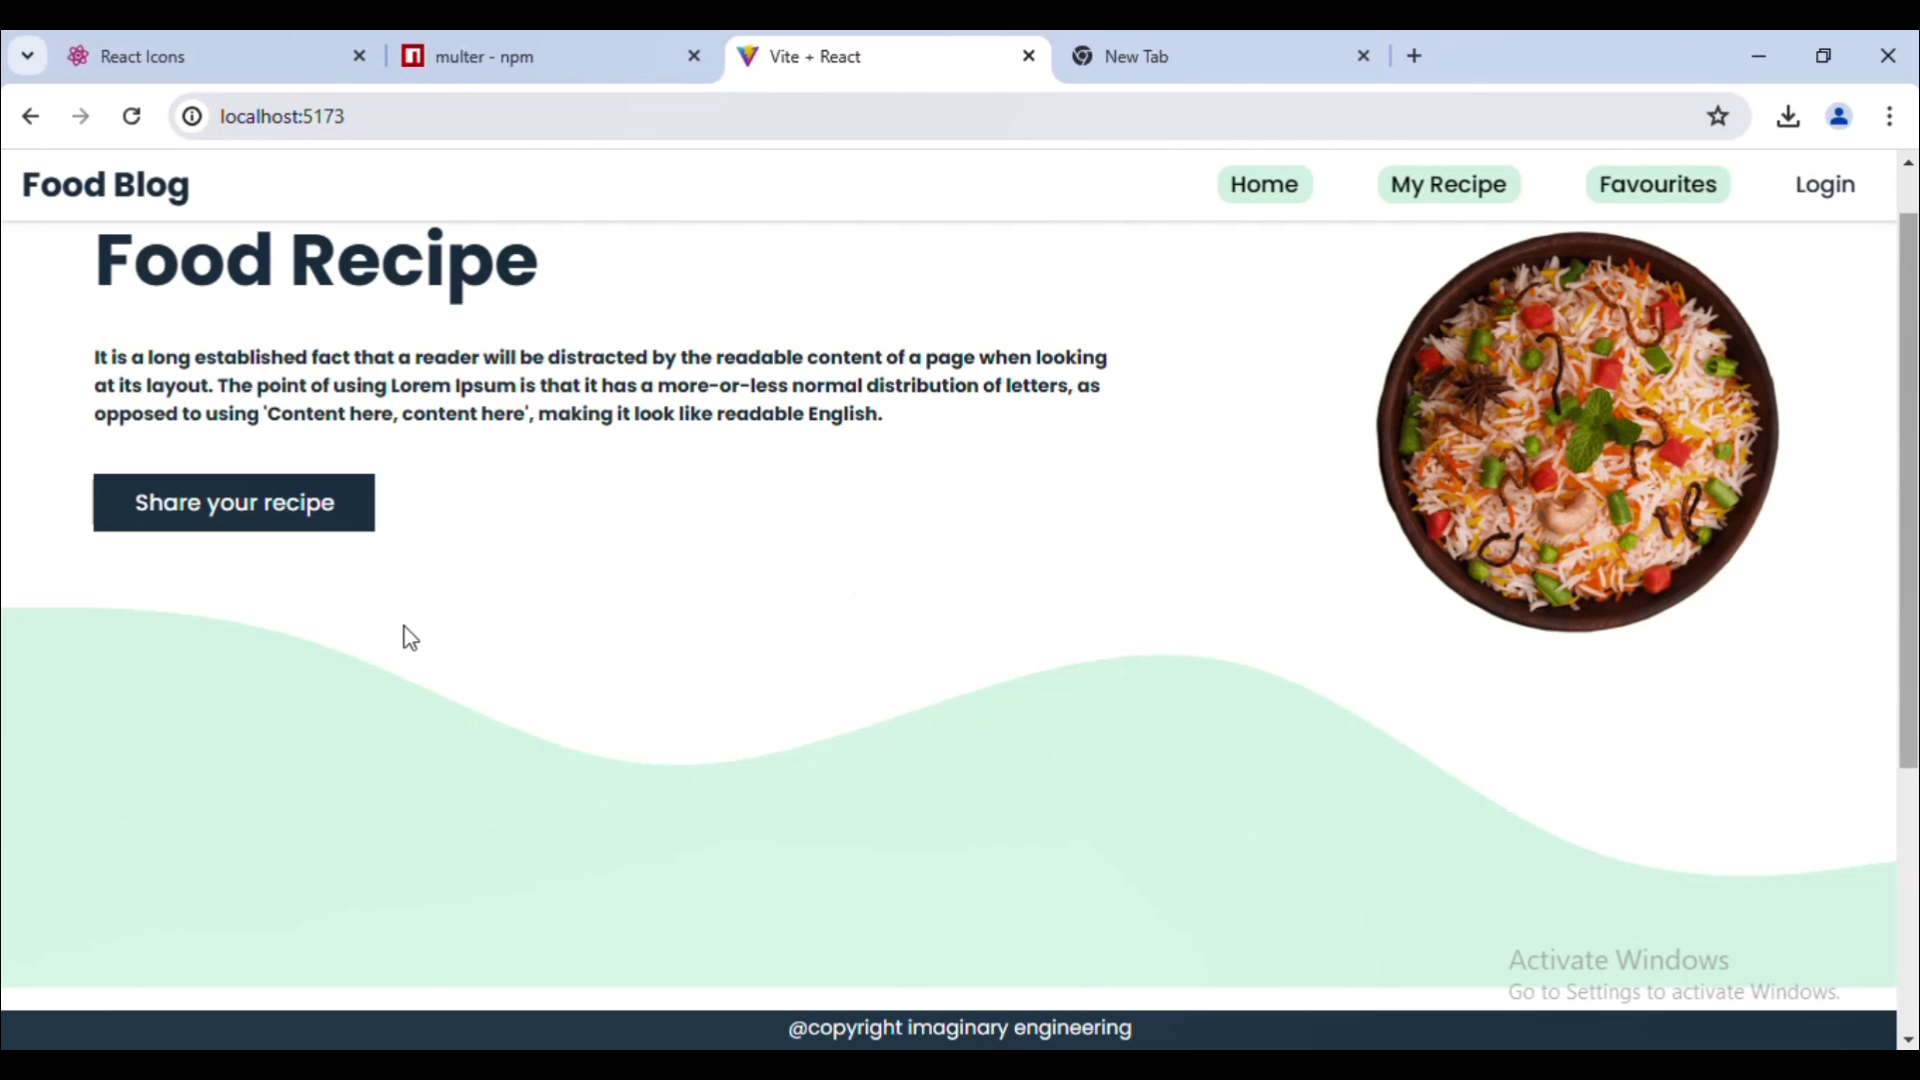 React Icons
multer - npm
Vite + React
New Tab
localhost:5173
Food Blog
Home
My Recipe
Favourites
Login
Food Recipe
It is a long established fact that a reader will be distracted by the readable content of a page when looking
at its layout. The point of using Lorem Ipsum is that it has a more-or-less normal distribution of letters, as
opposed to using 'Content here, content here', making it look like readable English.
Share your recipe
Activate Windows
Go to Settings to activate Windows.
@copyright imaginary engineering